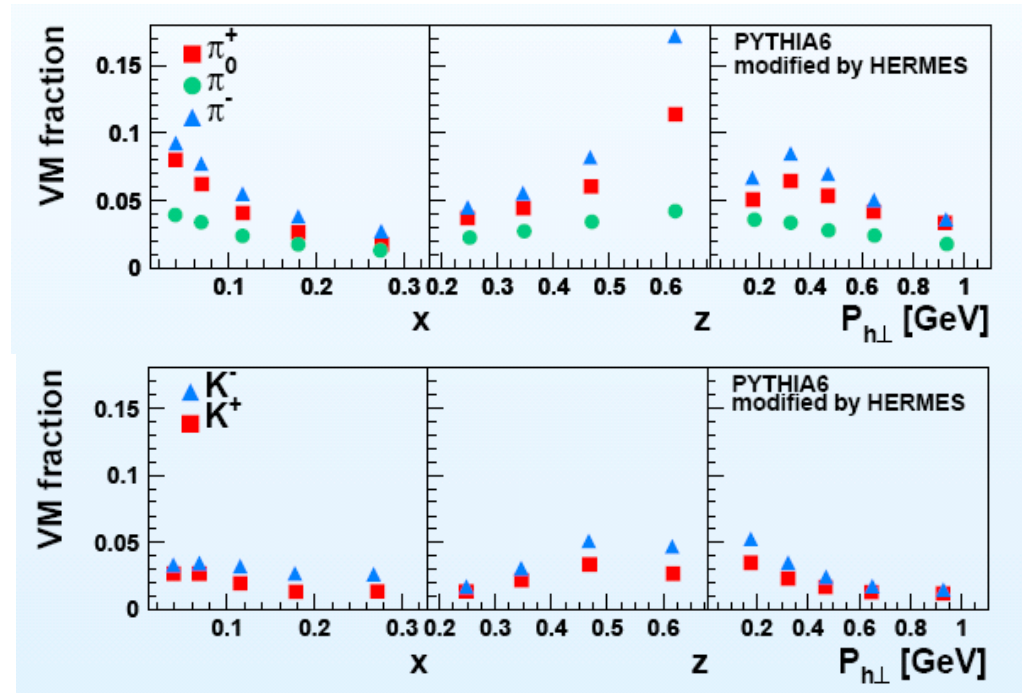 VM fraction
0.15
0.1
0.05
0
π+
π0
π-
PYTHIA6
modified by HERMES
0.1 0.2 0.3 0.2 0.3 0.4 0.5 0.6 0.2 0.4 0.6 0.8 1
x z Ph⊥ [GeV]
VM fraction
0.15
0.1
0.05
0
K-
K+
PYTHIA6
modified by HERMES
0.1 0.2 0.3 0.2 0.3 0.4 0.5 0.6 0.2 0.4 0.6 0.8 1
x z Ph⊥ [GeV]